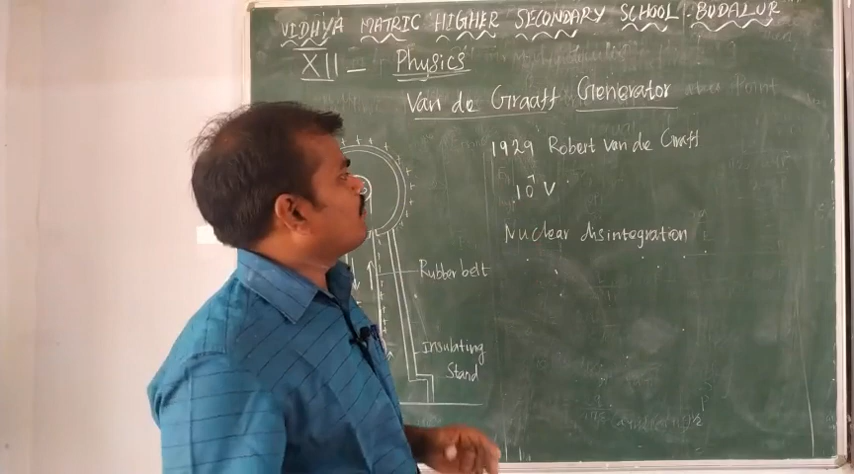 VIDHYA MATRIC HIGHER SECONDARY SCHOOL, BUDALUR
XII - Physics
Van de Graaff Generator
1929 Robert Van de Graff
10⁷ V
Nuclear disintegration
Rubber belt
Insulating
Stand